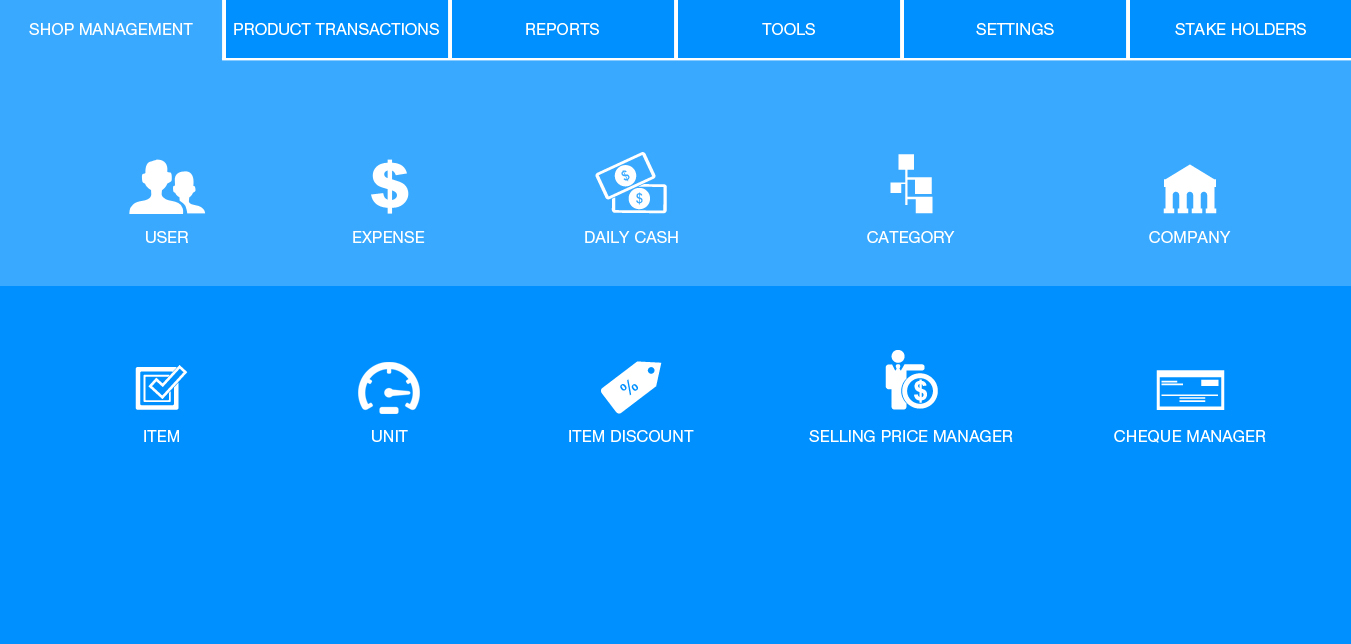 SHOP MANAGEMENT
PRODUCT TRANSACTIONS
REPORTS
TOOLS
SETTINGS
STAKE HOLDERS
$
$
$
USER
EXPENSE
DAILY CASH
CATEGORY
COMPANY
%
$
ITEM
UNIT
ITEM DISCOUNT
SELLING PRICE MANAGER
CHEQUE MANAGER